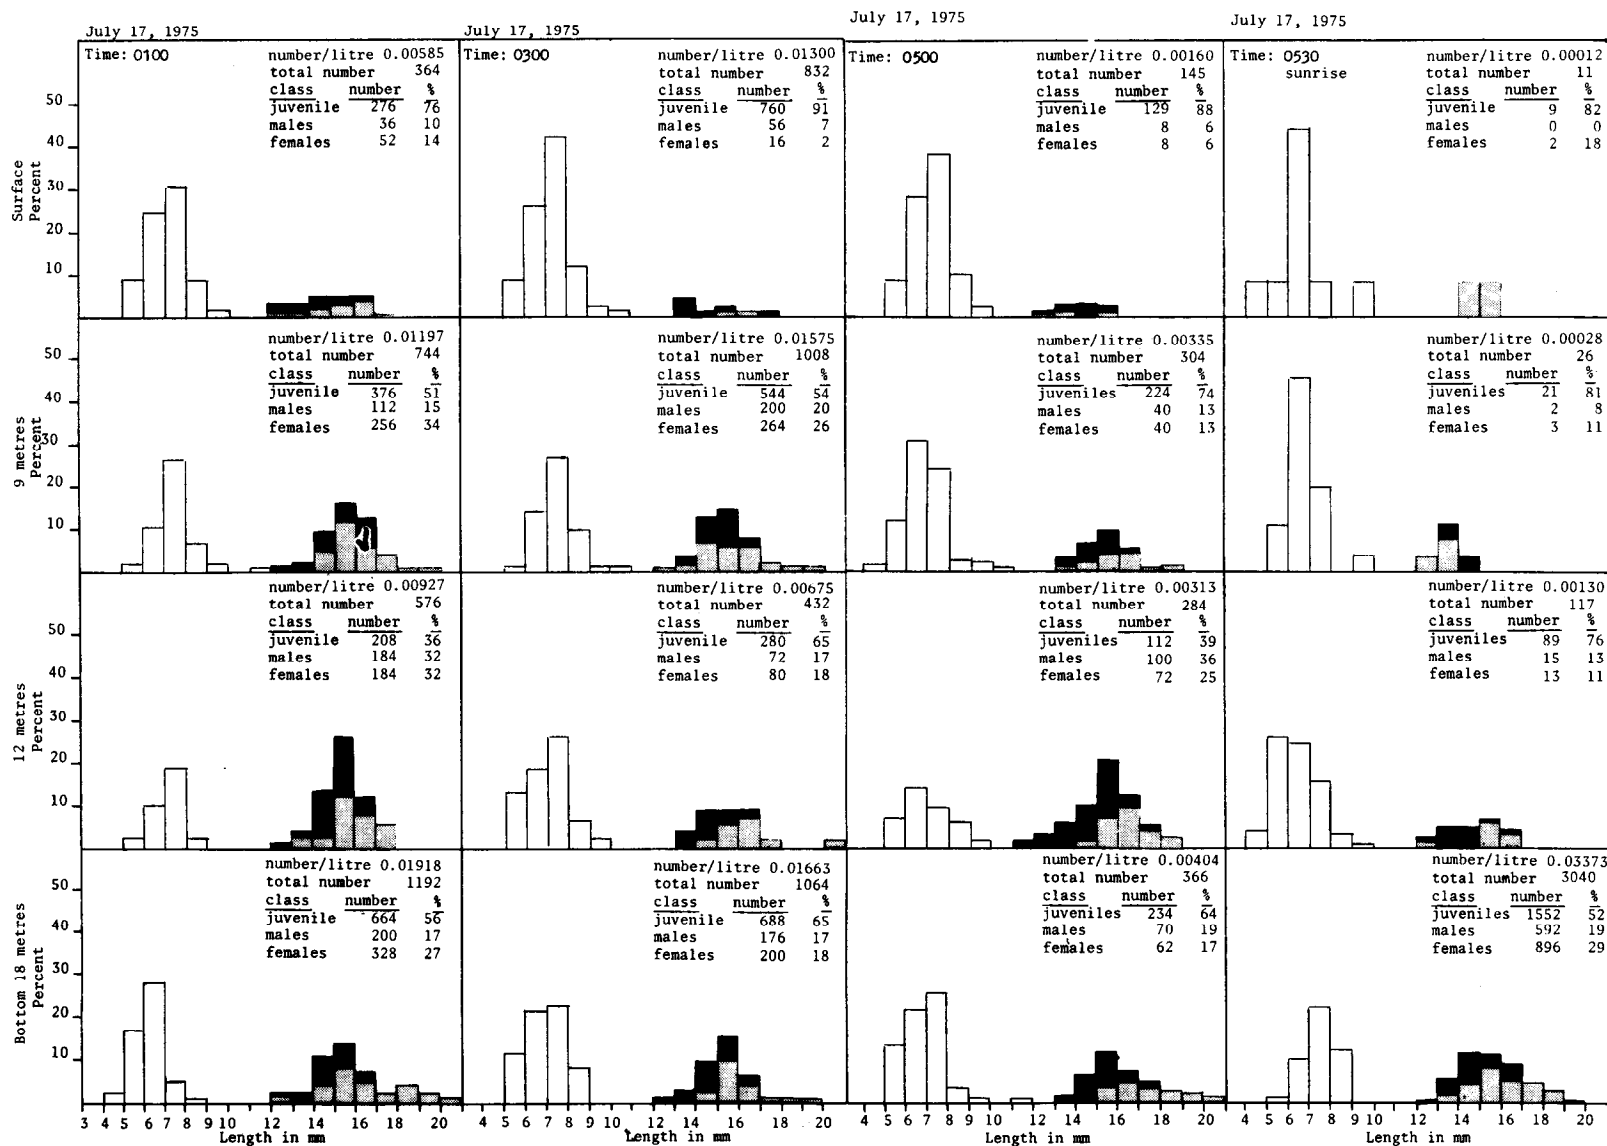 July 17, 1975
July 17, 1975
July 17, 1975
July 17, 1975
Surface
Percent
50
40
30
20
10
Time: 0100
number/litre 0.00585
total number 364
class number %
juvenile 276 76
males 36 10
females 52 14
Time: 0300
number/litre 0.01300
total number 832
class number %
juvenile 760 91
males 56 7
females 16 2
Time: 0500
number/litre 0.00160
total number 145
class number %
juvenile 129 88
males 8 6
females 8 6
Time: 0530
sunrise
number/litre 0.00012
total number 11
class number %
juvenile 9 82
males 0 0
females 2 18
9 metres
Percent
50
40
30
20
10
number/litre 0.01197
total number 744
class number %
juvenile 376 51
males 112 15
females 256 34
number/litre 0.01575
total number 1008
class number %
juvenile 544 54
males 200 20
females 264 26
number/litre 0.00335
total number 304
class number %
juveniles 224 74
males 40 13
females 40 13
number/litre 0.00028
total number 26
class number %
juveniles 21 81
males 2 8
females 3 11
12 metres
Percent
50
40
30
20
10
number/litre 0.00927
total number 576
class number %
juvenile 208 36
males 184 32
females 184 32
number/litre 0.00675
total number 432
class number %
juvenile 280 65
males 72 17
females 80 18
number/litre 0.00313
total number 284
class number %
juveniles 112 39
males 100 36
females 72 25
number/litre 0.00130
total number 117
class number %
juveniles 89 76
males 15 13
females 13 11
Bottom 18 metres
Percent
50
40
30
20
10
number/litre 0.01918
total number 1192
class number %
juvenile 664 56
males 200 17
females 328 27
number/litre 0.01663
total number 1064
class number %
juvenile 688 65
males 176 17
females 200 18
number/litre 0.00404
total number 366
class number %
juveniles 234 64
males 70 19
females 62 17
number/litre 0.03373
total number 3040
class number %
juveniles 1552 52
males 592 19
females 896 29
3 4 5 6 7 8 9 10 12 14 16 18 20
Length in mm
4 5 6 7 8 9 10 12 14 16 18 20
Length in mm
4 5 6 7 8 9 10 12 14 16 18 20
Length in mm
4 5 6 7 8 9 10 12 14 16 18 20
Length in mm